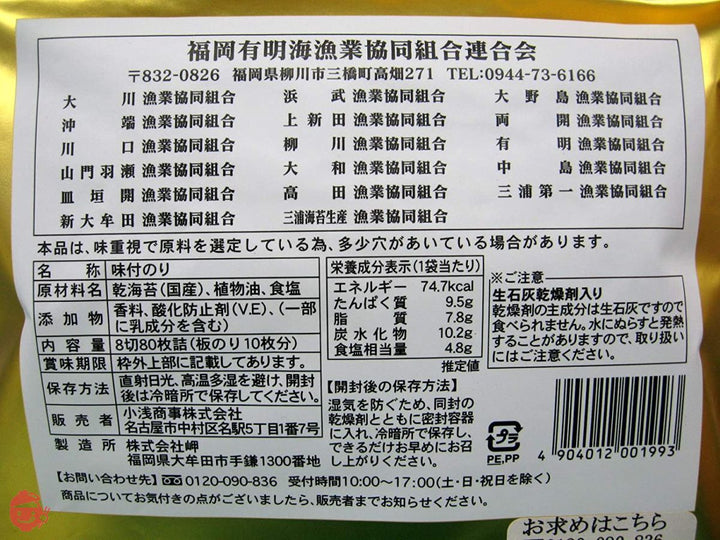 福岡有明海漁業協同組合連合会
〒832-0826 福岡県柳川市三橋町高畑271 TEL:0944-73-6166
大川漁業協同組合 浜武漁業協同組合 大野島漁業協同組合
沖端漁業協同組合 上新田漁業協同組合 両開漁業協同組合
川口漁業協同組合 柳川漁業協同組合 有明漁業協同組合
山門羽瀬漁業協同組合 大和漁業協同組合 中島漁業協同組合
皿垣開漁業協同組合 高田漁業協同組合 三浦第一漁業協同組合
新大牟田漁業協同組合 三浦海苔生産漁業協同組合
本品は、味重視で原料を選定している為、多少穴があいている場合があります。
名称 味付のり
原材料名 乾海苔(国産)、植物油、食塩
添加物 香料、酸化防止剤(V.E)、(一部
に乳成分を含む)
内容量 8切80枚詰(板のり10枚分)
賞味期限 枠外上部に記載してあります。
保存方法 直射日光、高温多湿を避け、開封
後は冷暗所で保存してください。
販売者 小浅商事株式会社
名古屋市中村区名駅5丁目1番7号
製造所 株式会社岬
福岡県大牟田市手鎌1300番地
栄養成分表示(1袋当たり)
エネルギー 74.7kcal
たんぱく質 9.5g
脂質 7.8g
炭水化物 10.2g
食塩相当量 4.8g
推定値
【開封後の保存方法】
湿気を防ぐため、同封の
乾燥剤とともに密封容器
に入れ、冷暗所で保存し、
できるだけお早めにお召
し上がりください。
※ご注意
生石灰乾燥剤入り
乾燥剤の主成分は生石灰ですので
食べられません。水にぬらすと発熱
することがありますので、取り扱い
にはご注意ください。
プラ
PE,PP
4 904012 001993
【お問い合わせ先】 0120-090-836 受付時間10:00~17:00(土・日・祝日を除く)
商品についてお気付きの点がございましたら、販売者までお知らせください。
お求めはこちら